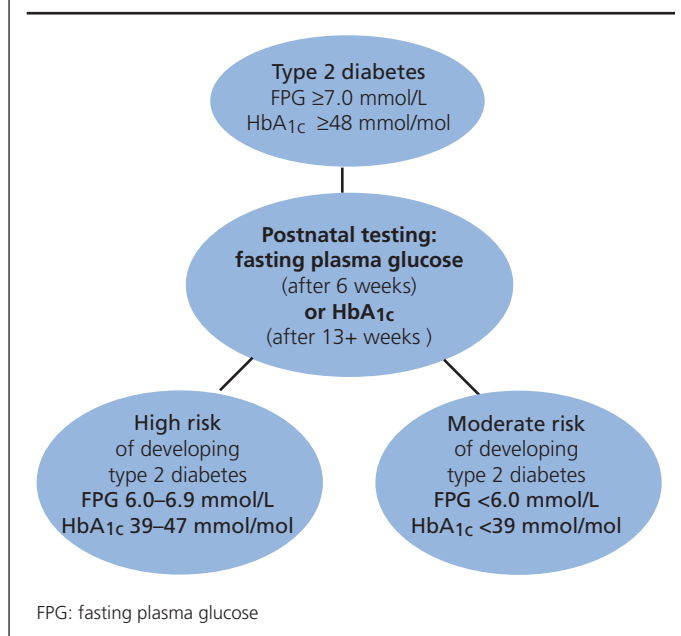 Type 2 diabetes
FPG ≥7.0 mmol/L
HbA1c ≥48 mmol/mol
Postnatal testing:
fasting plasma glucose
(after 6 weeks)
or HbA1c
(after 13+ weeks )
High risk
of developing
type 2 diabetes
FPG 6.0–6.9 mmol/L
HbA1c 39–47 mmol/mol
Moderate risk
of developing
type 2 diabetes
FPG <6.0 mmol/L
HbA1c <39 mmol/mol
FPG: fasting plasma glucose